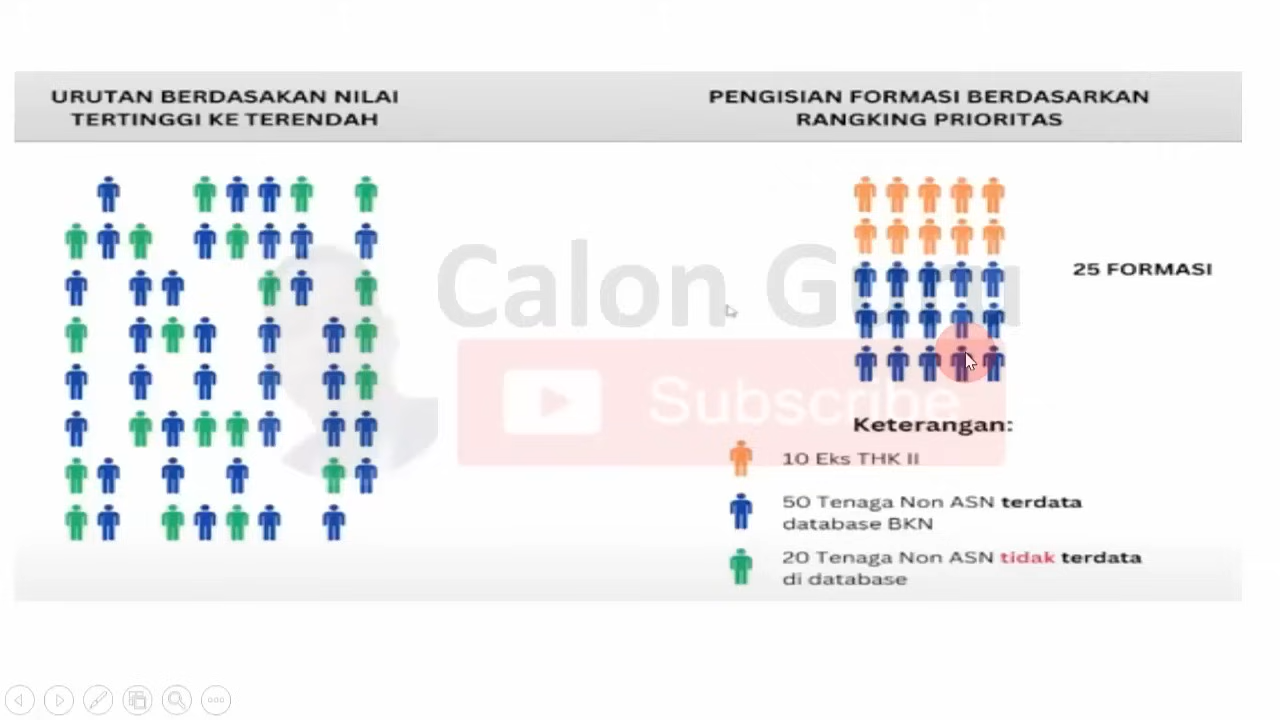 URUTAN BERDASAKAN NILAI
TERTINGGI KE TERENDAH
PENGISIAN FORMASI BERDASARKAN
RANGKING PRIORITAS
25 FORMASI
Calon Guru
Subscribe
Keterangan:
10 Eks THK II
50 Tenaga Non ASN terdata
database BKN
20 Tenaga Non ASN tidak terdata
di database